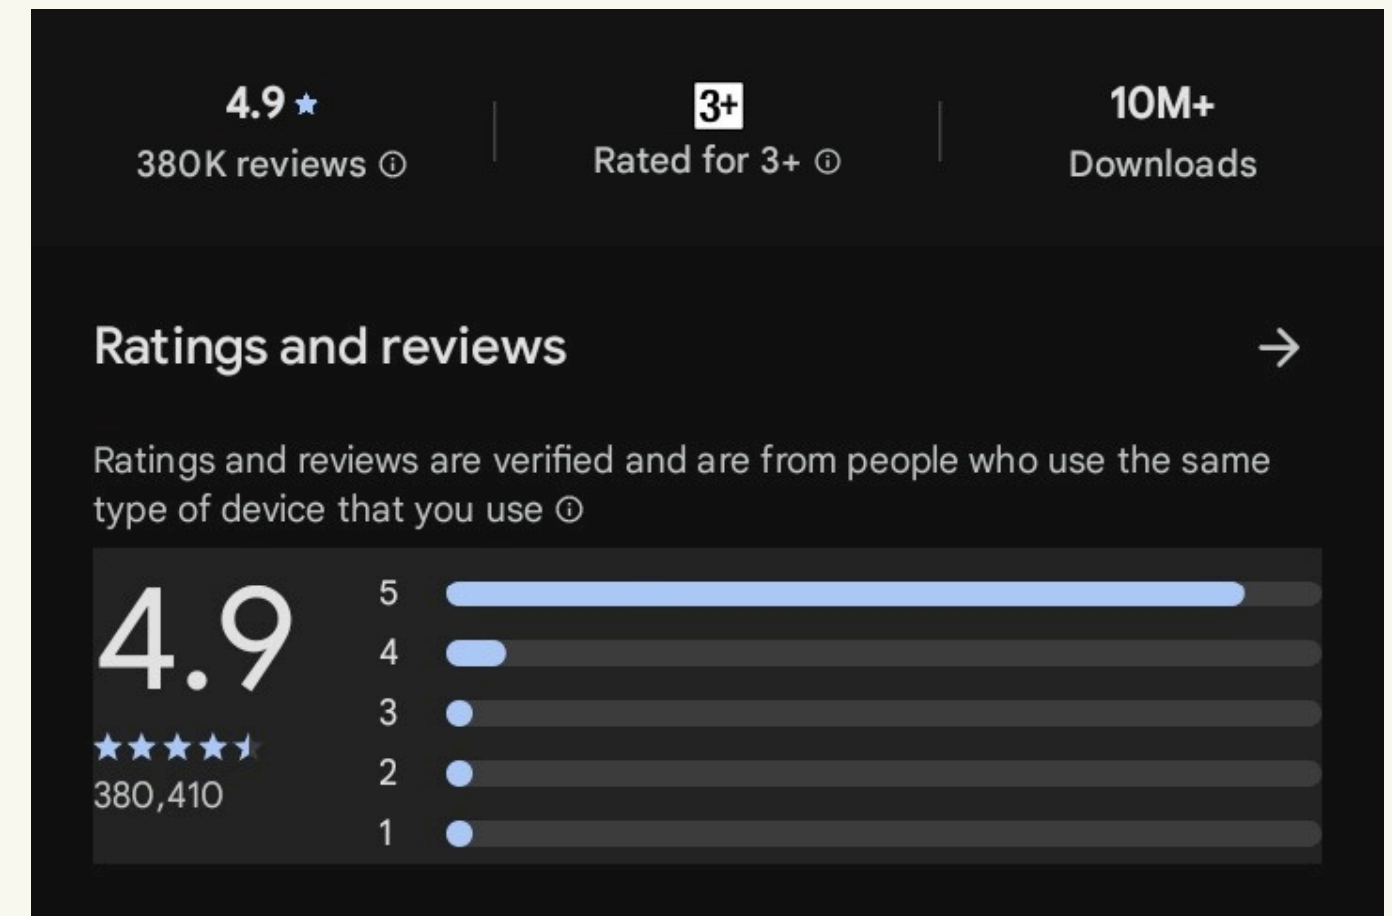 4.9 ★
380K reviews
3+
Rated for 3+
10M+
Downloads
Ratings and reviews
Ratings and reviews are verified and are from people who use the same
type of device that you use
4.9
380,410
5
4
3
2
1